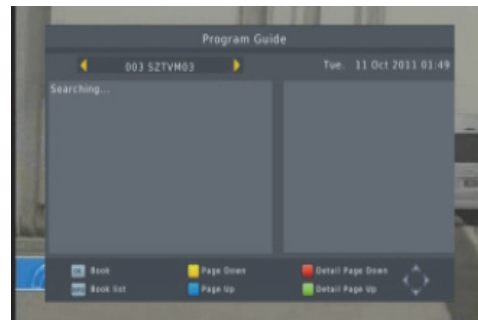 Program Guide
003 SZTVM03
Tue. 11 Oct 2011 01:49
Searching...
OK Book
Page Down
Detail Page Down
Book list
Page Up
Detail Page Up